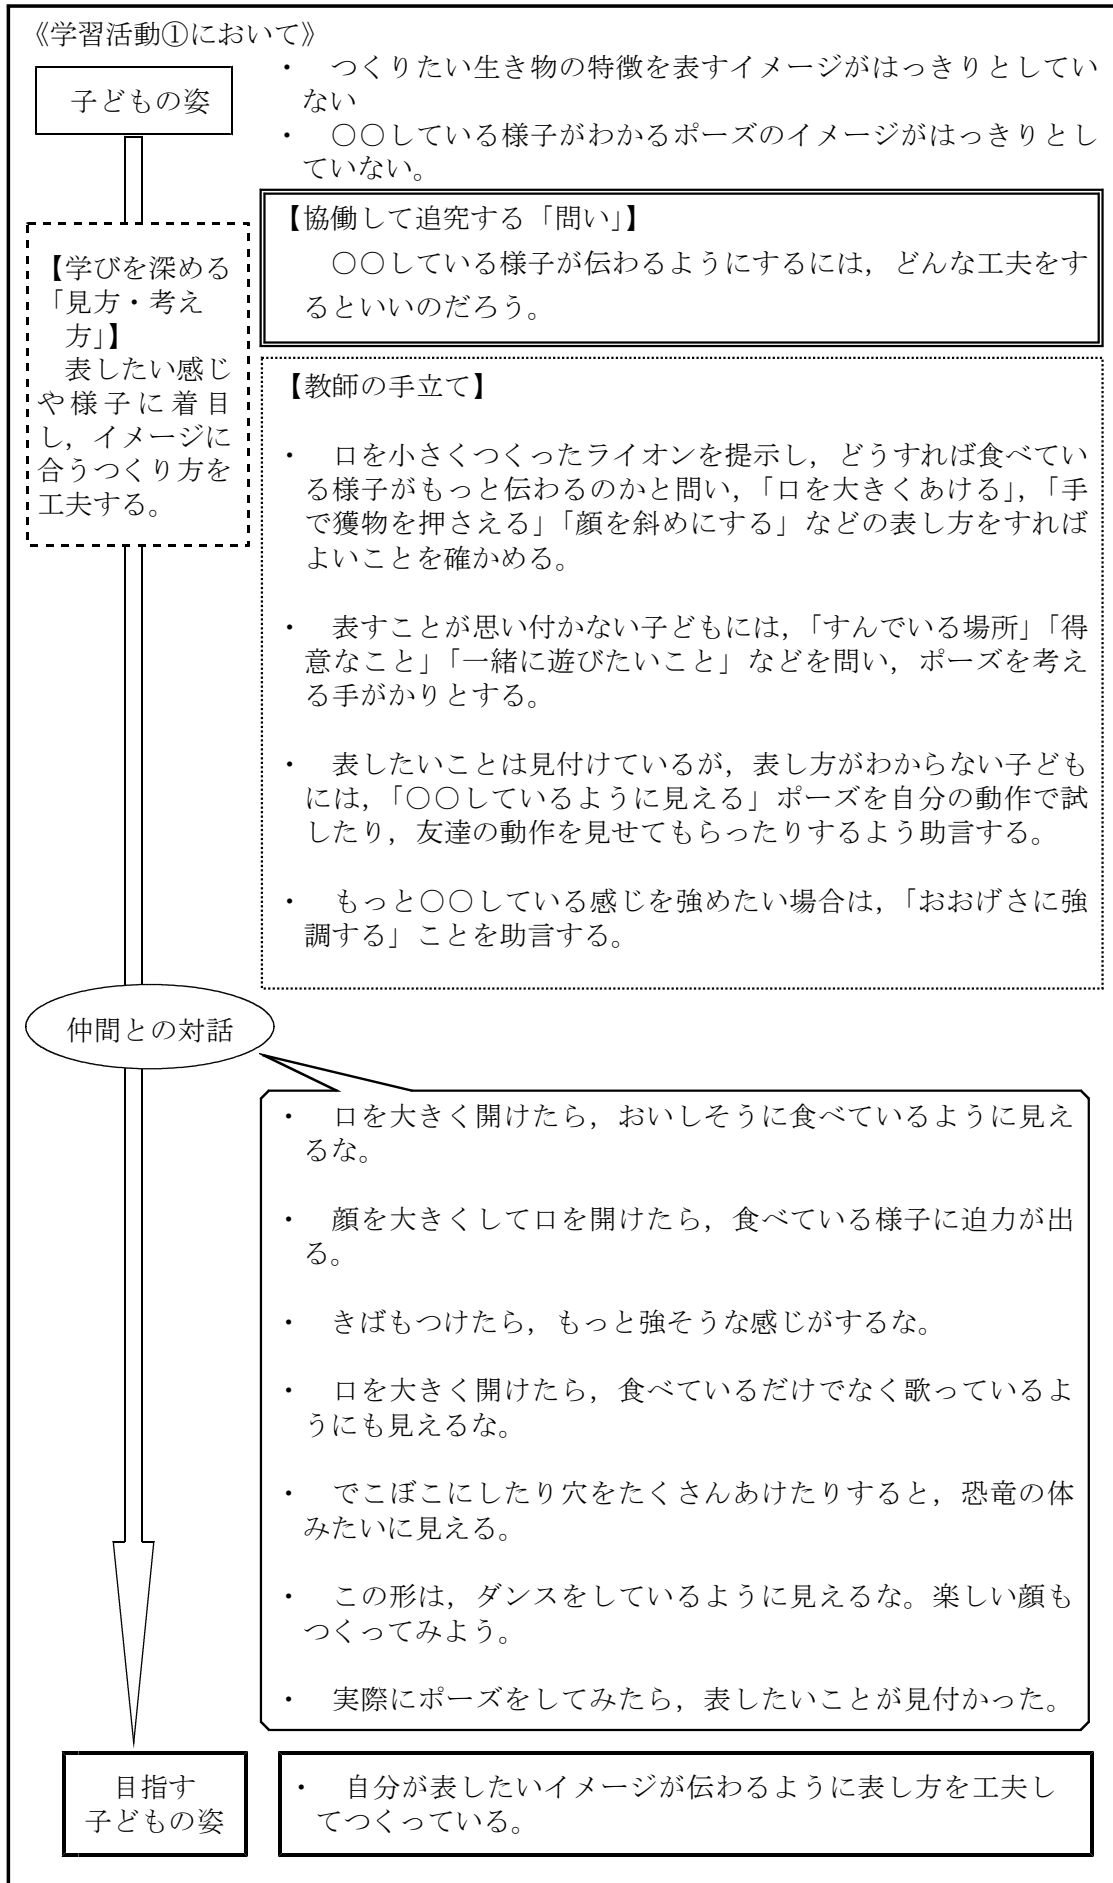 《学習活動①において》
子どもの姿
・　つくりたい生き物の特徴を表すイメージがはっきりとしてい
ない
・　○○している様子がわかるポーズのイメージがはっきりとし
ていない。
【協働して追究する「問い」】
○○している様子が伝わるようにするには，どんな工夫をす
るといいのだろう。
【学びを深める
「見方・考え
方」】
表したい感じ
や様子に着目
し，イメージに
合うつくり方を
工夫する。
【教師の手立て】
・　口を小さくつくったライオンを提示し，どうすれば食べてい
る様子がもっと伝わるのかと問い，「口を大きくあける」，「手
で獲物を押さえる」「顔を斜めにする」などの表し方をすれば
よいことを確かめる。
・　表すことが思い付かない子どもには，「すんでいる場所」「得
意なこと」「一緒に遊びたいこと」などを問い，ポーズを考え
る手がかりとする。
・　表したいことは見付けているが，表し方がわからない子ども
には，「○○しているように見える」ポーズを自分の動作で試
したり，友達の動作を見せてもらったりするよう助言する。
・　もっと○○している感じを強めたい場合は，「おおげさに強
調する」ことを助言する。
仲間との対話
・　口を大きく開けたら，おいしそうに食べているように見え
るな。
・　顔を大きくして口を開けたら，食べている様子に迫力が出
る。
・　きばもつけたら，もっと強そうな感じがするな。
・　口を大きく開けたら，食べているだけでなく歌っているよ
うにも見えるな。
・　でこぼこにしたり穴をたくさんあけたりすると，恐竜の体
みたいに見える。
・　この形は，ダンスをしているように見えるな。楽しい顔も
つくってみよう。
・　実際にポーズをしてみたら，表したいことが見付かった。
目指す
子どもの姿
・　自分が表したいイメージが伝わるように表し方を工夫し
てつくっている。